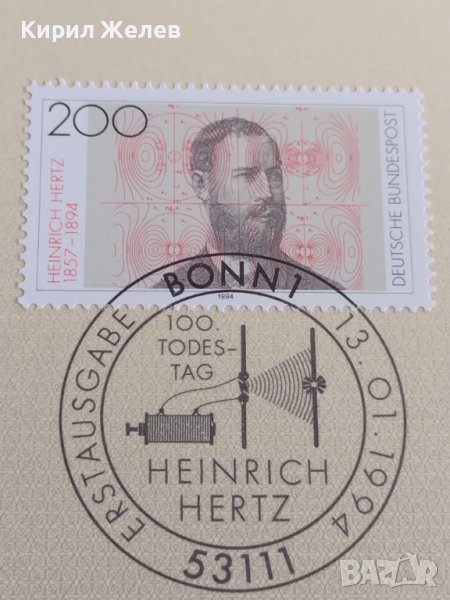 Кирил Желев
200
HEINRICH HERTZ
1857–1894
DEUTSCHE BUNDESPOST
1994
BONN 1
ERSTAUSGABE
13.01.1994
100.
TODES-
TAG
HEINRICH
HERTZ
53111
BAZAR